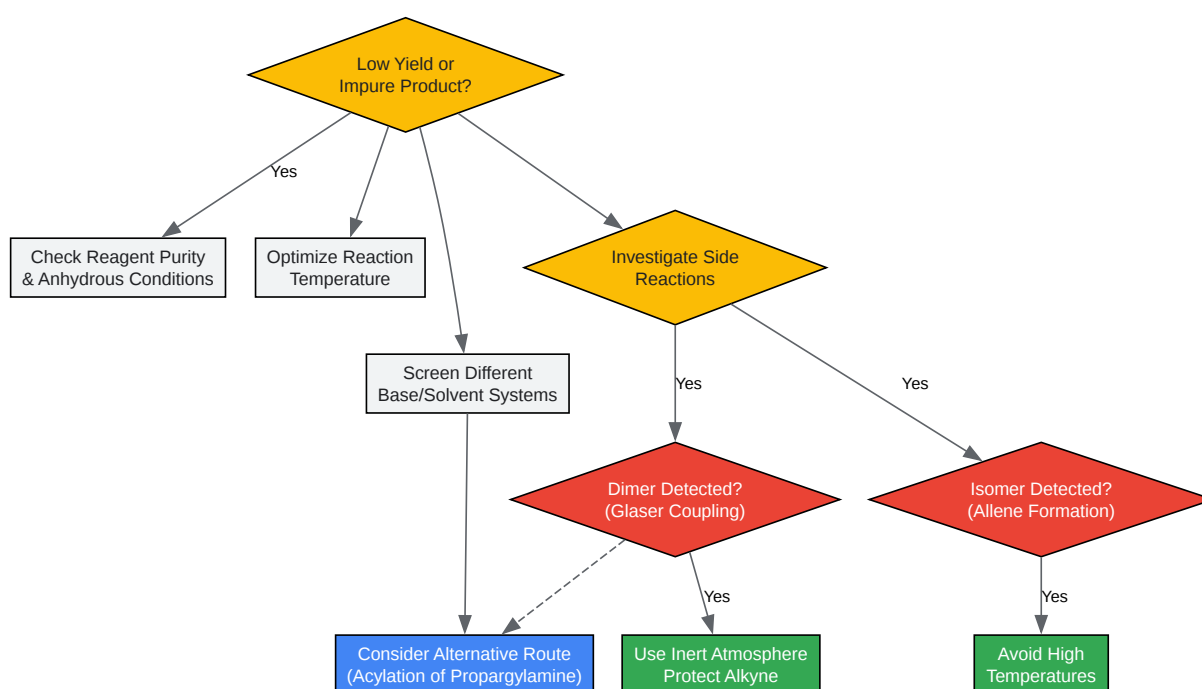 Low Yield or
Impure Product?
Yes
Check Reagent Purity
& Anhydrous Conditions
Optimize Reaction
Temperature
Investigate Side
Reactions
Screen Different
Base/Solvent Systems
Yes
Yes
Dimer Detected?
(Glaser Coupling)
Isomer Detected?
(Allene Formation)
Yes
Yes
Consider Alternative Route
(Acylation of Propargylamine)
Use Inert Atmosphere
Protect Alkyne
Avoid High
Temperatures